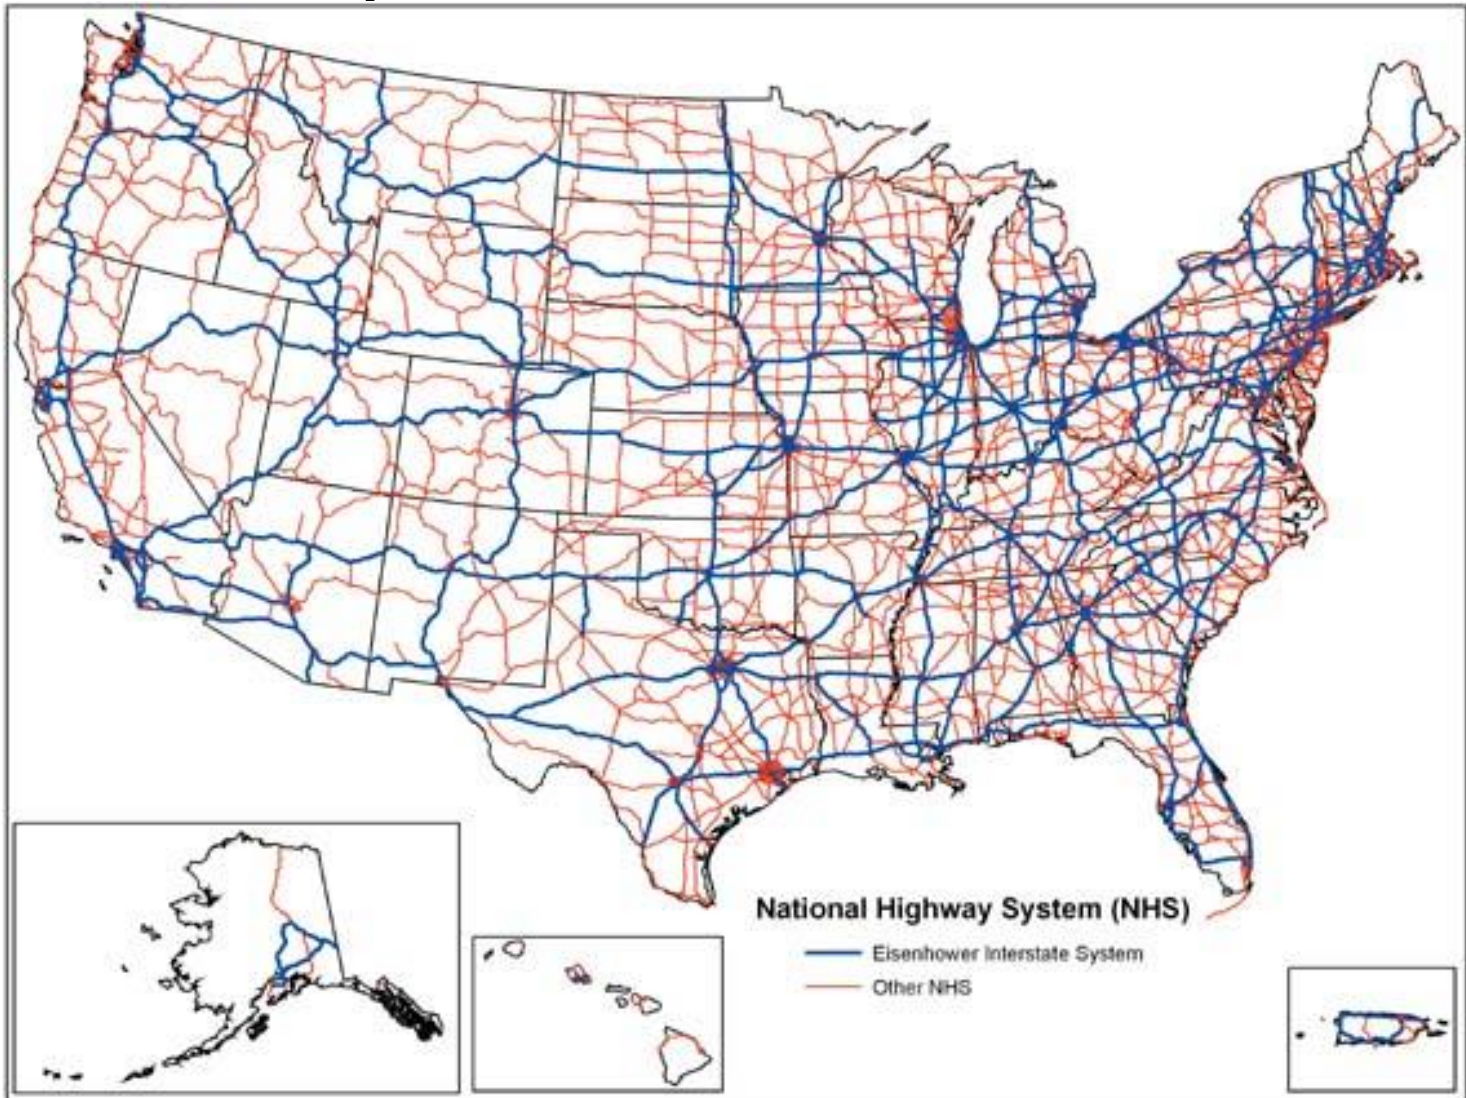 National Highway System (NHS)
Eisenhower Interstate System
Other NHS